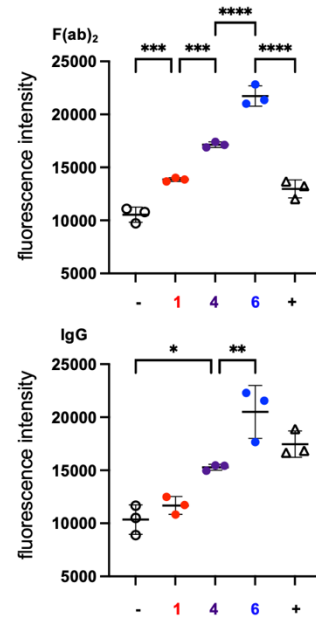 ****
*** *** ****
F(ab)₂
fluorescence intensity
25000
20000
15000
10000
5000
- 1 4 6 +
IgG
* **
fluorescence intensity
25000
20000
15000
10000
5000
- 1 4 6 +